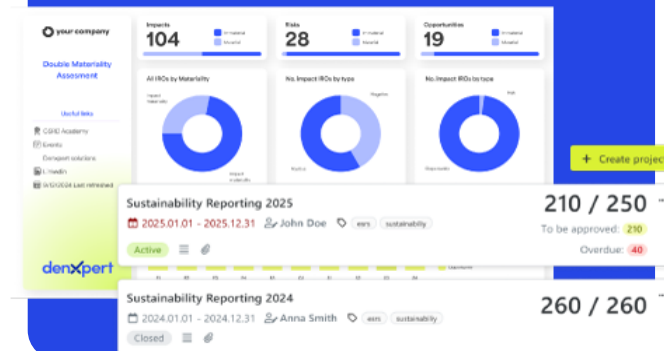 your company
Double Materiality
Assesment
Useful links
CSRD Academy
Events
Denxpert solutions
Linkedin
Last refreshed
denxpert
Impacts
104
Risks
28
Opportunities
19
All IROs by Materiality
No. Impact IROs by type
No. Impact IROs by type
Negative
+ Create project
Sustainability Reporting 2025
2025.01.01 - 2025.12.31 John Doe esrs sustainability
Active
210 / 250
To be approved: 210
Overdue: 40
Sustainability Reporting 2024
2024.01.01 - 2024.12.31 Anna Smith esrs sustainability
Closed
260 / 260